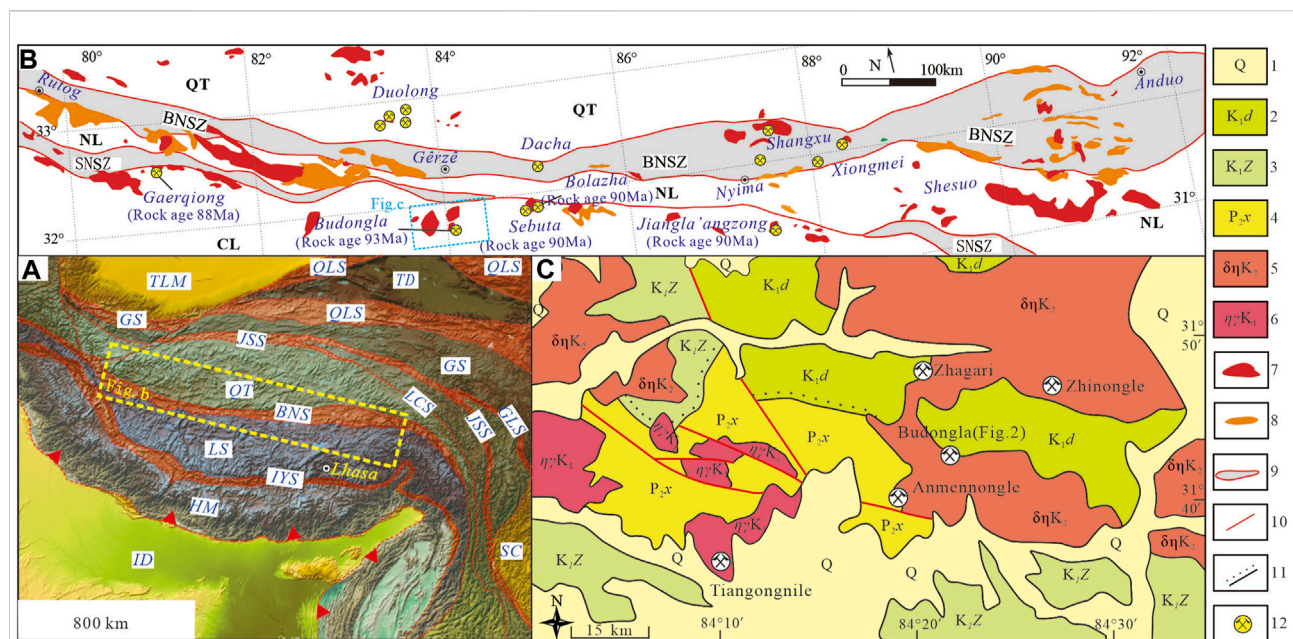 B
80°
82°
84°
86°
88°
90°
92°
N
0 100km
QT
Rutog
Duolong
QT
Anduo
33°
NL
BNSZ
BNSZ
BNSZ
SNSZ
Gêrzê
Dacha
Shangxu
Xiongmei
Nyima
Bolazha
(Rock age 90Ma)
NL
Gaerqiong
(Rock age 88Ma)
Fig.c
Budongla
(Rock age 93Ma)
Sebuta
(Rock age 90Ma)
Jiangla'angzong
(Rock age 90Ma)
Shesuo
31°
NL
32°
CL
SNSZ
A
TLM
QLS
TD
QLS
GS
QLS
JSS
GS
Fig. b
QT
LCS
BNS
JSS
GLS
LS
Lhasa
IYS
HM
ID
SC
800 km
C
Q
K₁Z
K₁d
K₁d
δηK₂
Q
Q
δηK₂
31°
50′
K₁Z
δηK₂
K₁d
Zhagari
Zhinongle
ηγK₁
P₂x
Budongla(Fig.2)
K₁d
ηγK₁
ηγK₁
ηγK₁
δηK₂
P₂x
Anmennongle
31°
40′
ηγK₁
P₂x
δηK₂
δηK₂
Q
Q
Q
K₁Z
Tiangongnile
K₁Z
K₁Z
K₁Z
N
15 km
84°10′
84°20′
84°30′
Q 1
K₁d 2
K₁Z 3
P₂x 4
δηK₂ 5
ηγK₁ 6
7
8
9
10
11
12